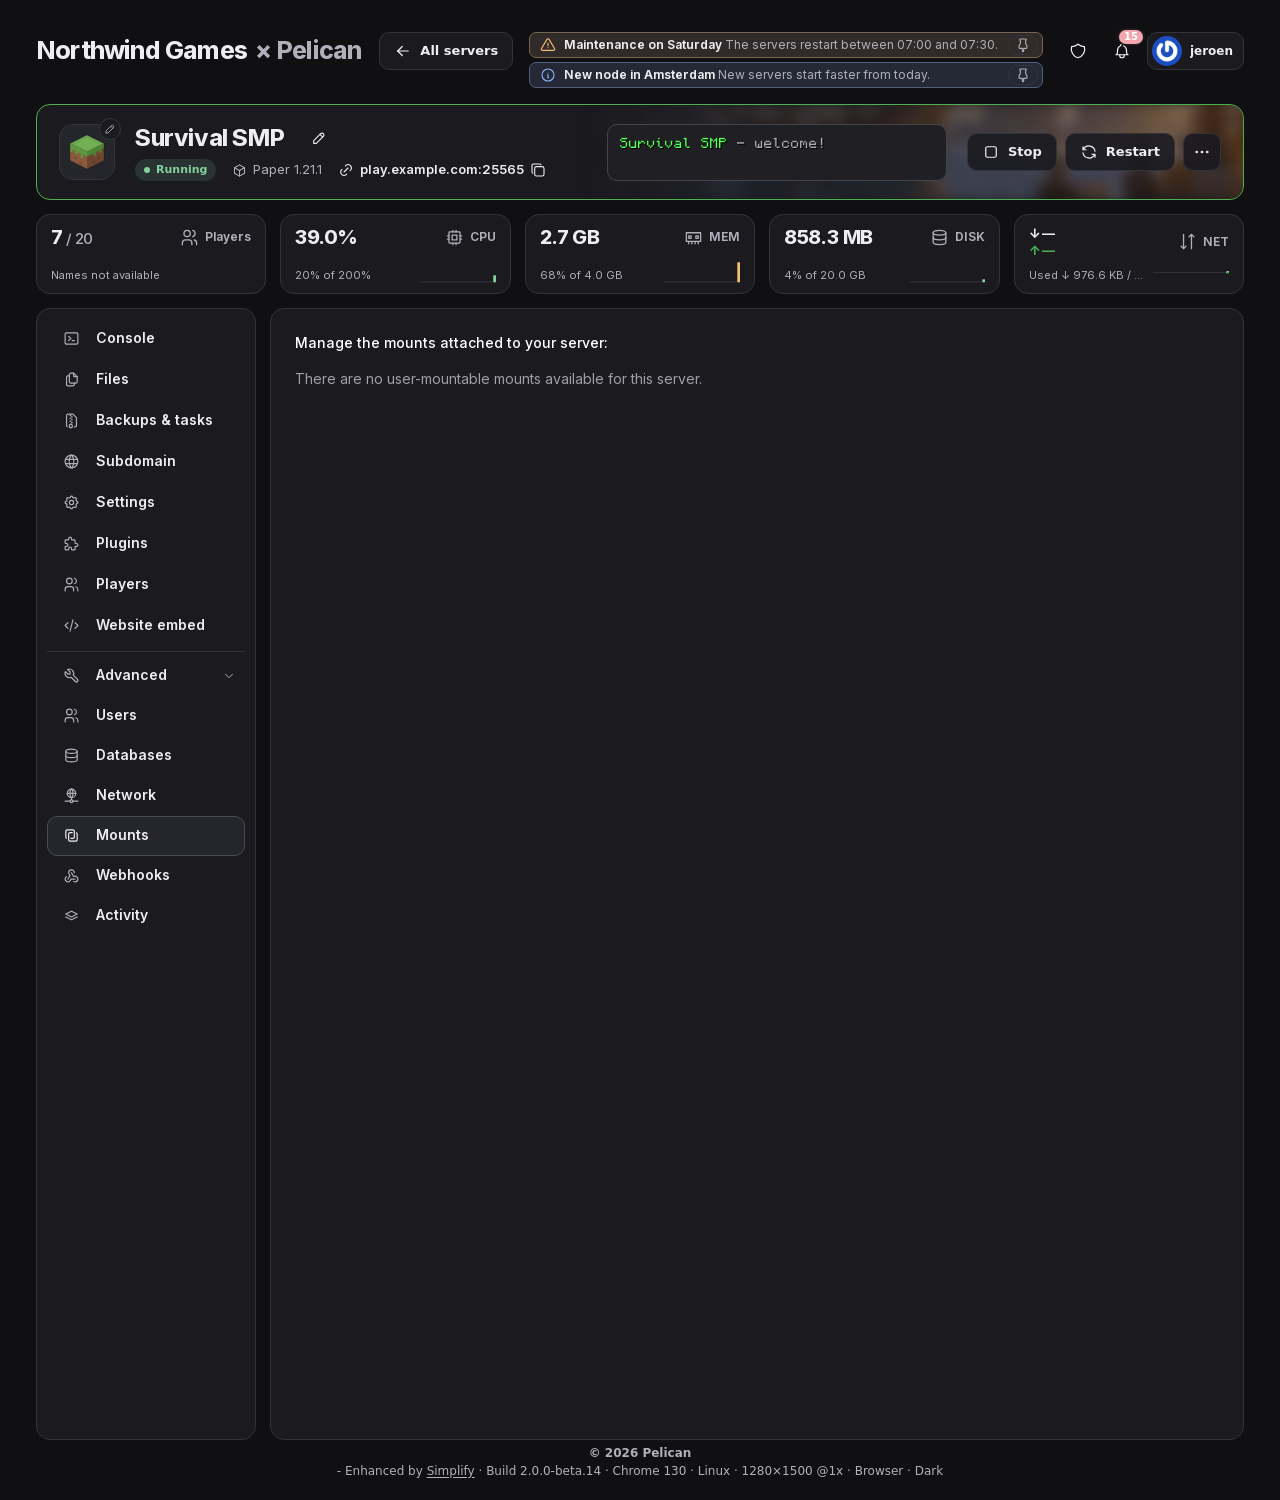 Northwind Games × Pelican
All servers
Maintenance on Saturday The servers restart between 07:00 and 07:30.
New node in Amsterdam New servers start faster from today.
15
jeroen
Survival SMP
Running
Paper 1.21.1
play.example.com:25565
Survival SMP - welcome!
Stop
Restart
7 / 20
Players
Names not available
39.0%
CPU
20% of 200%
2.7 GB
MEM
68% of 4.0 GB
858.3 MB
DISK
4% of 20.0 GB
↓—
↑—
NET
Used ↓ 976.6 KB / ...
Console
Files
Backups & tasks
Subdomain
Settings
Plugins
Players
Website embed
Advanced
Users
Databases
Network
Mounts
Webhooks
Activity
Manage the mounts attached to your server:
There are no user-mountable mounts available for this server.
© 2026 Pelican
- Enhanced by Simplify · Build 2.0.0-beta.14 · Chrome 130 · Linux · 1280×1500 @1x · Browser · Dark